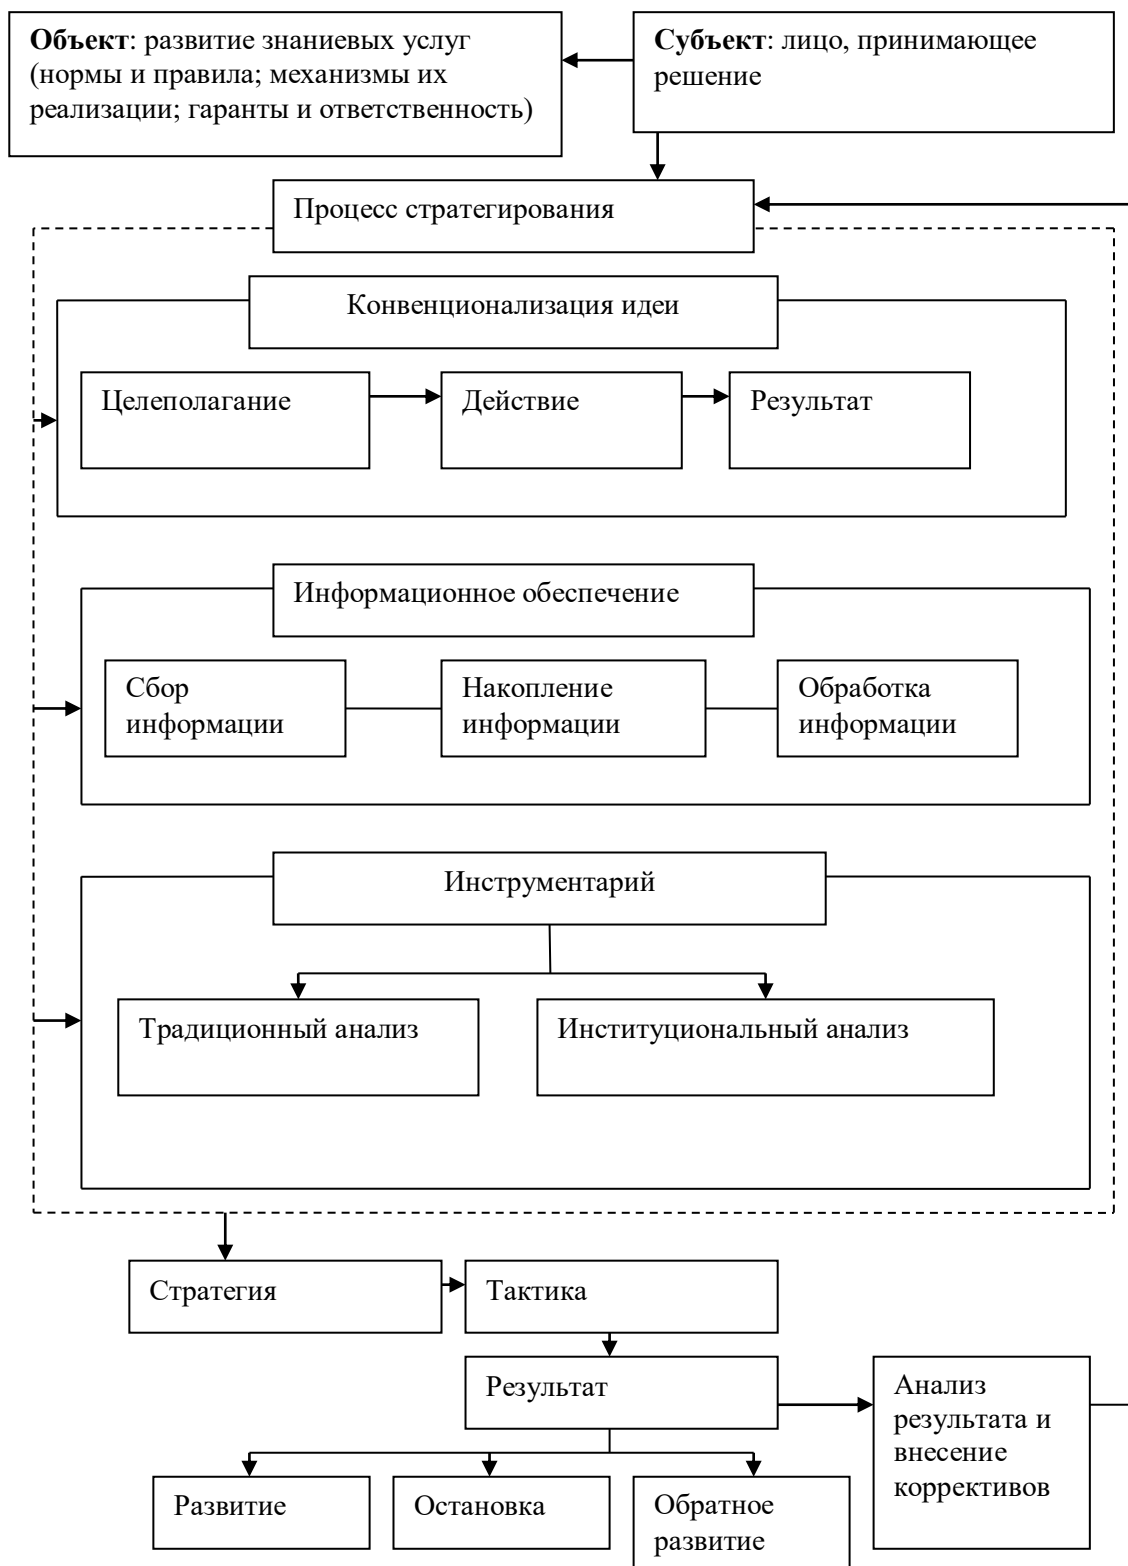 Объект: развитие знаниевых услуг
(нормы и правила; механизмы их
реализации; гаранты и ответственность)
Субъект: лицо, принимающее
решение
Процесс стратегирования
Конвенционализация идеи
Целеполагание
Действие
Результат
Информационное обеспечение
Сбор
информации
Накопление
информации
Обработка
информации
Инструментарий
Традиционный анализ
Институциональный анализ
Стратегия
Тактика
Результат
Анализ
результата и
внесение
коррективов
Развитие
Остановка
Обратное
развитие